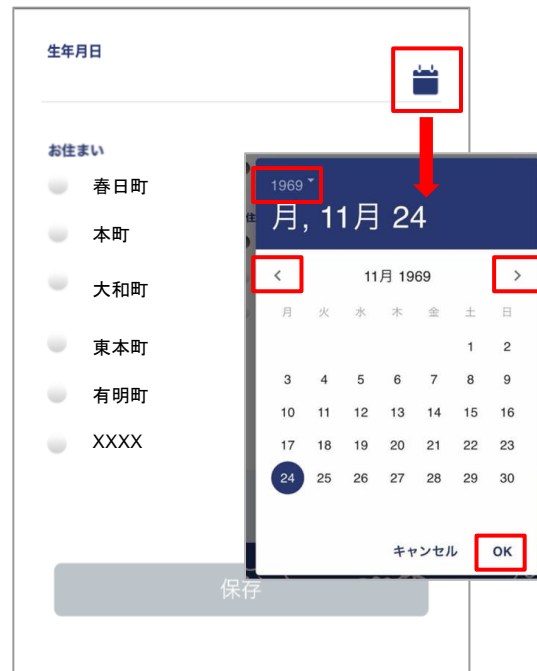 生年月日
お住まい
春日町
本町
大和町
東本町
有明町
XXXX
保存
1969
月, 11月 24
11月 1969
月 火 水 木 金 土 日
1 2
3 4 5 6 7 8 9
10 11 12 13 14 15 16
17 18 19 20 21 22 23
24 25 26 27 28 29 30
キャンセル OK